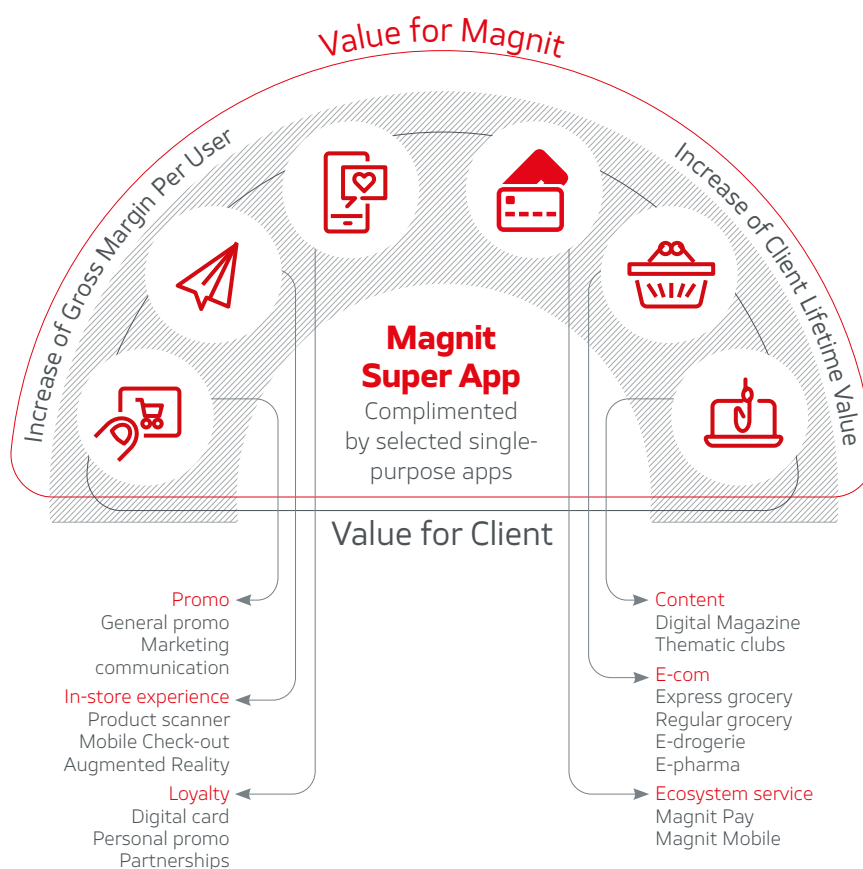 Value for Magnit
Increase of Gross Margin Per User
Increase of Client Lifetime Value
Magnit
Super App
Complimented
by selected single-
purpose apps
Value for Client
Promo
General promo
Marketing
communication
In-store experience
Product scanner
Mobile Check-out
Augmented Reality
Loyalty
Digital card
Personal promo
Partnerships
Content
Digital Magazine
Thematic clubs
E-com
Express grocery
Regular grocery
E-drogerie
E-pharma
Ecosystem service
Magnit Pay
Magnit Mobile